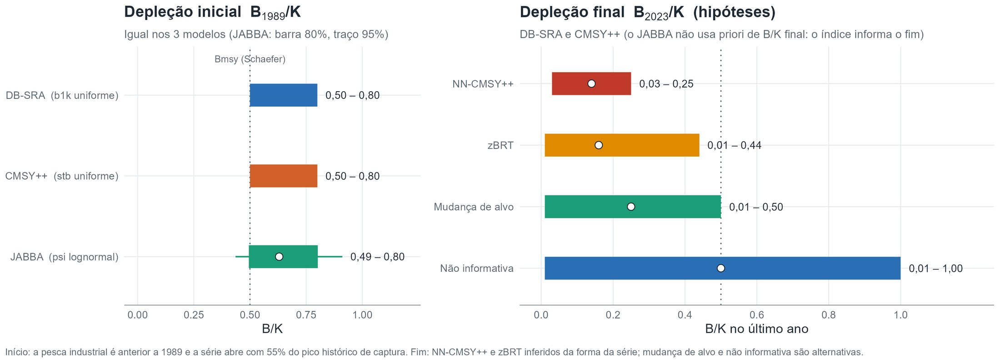 Depleção inicial B1989/K
Igual nos 3 modelos (JABBA: barra 80%, traço 95%)
Bmsy (Schaefer)
DB-SRA (b1k uniforme)
0,50 – 0,80
CMSY++ (stb uniforme)
0,50 – 0,80
JABBA (psi lognormal)
0,49 – 0,80
0.00 0.25 0.50 0.75 1.00
B/K
Depleção final B2023/K (hipóteses)
DB-SRA e CMSY++ (o JABBA não usa priori de B/K final: o índice informa o fim)
NN-CMSY++
0,03 – 0,25
zBRT
0,01 – 0,44
Mudança de alvo
0,01 – 0,50
Não informativa
0,01 – 1,00
0.0 0.2 0.4 0.6 0.8 1.0
B/K no último ano
Início: a pesca industrial é anterior a 1989 e a série abre com 55% do pico histórico de captura. Fim: NN-CMSY++ e zBRT inferidos da forma da série; mudança de alvo e não informativa são alternativas.